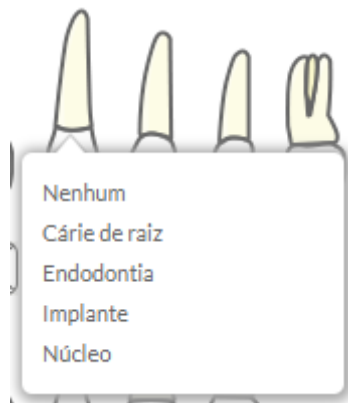 Nenhum
Cárie de raiz
Endodontia
Implante
Núcleo